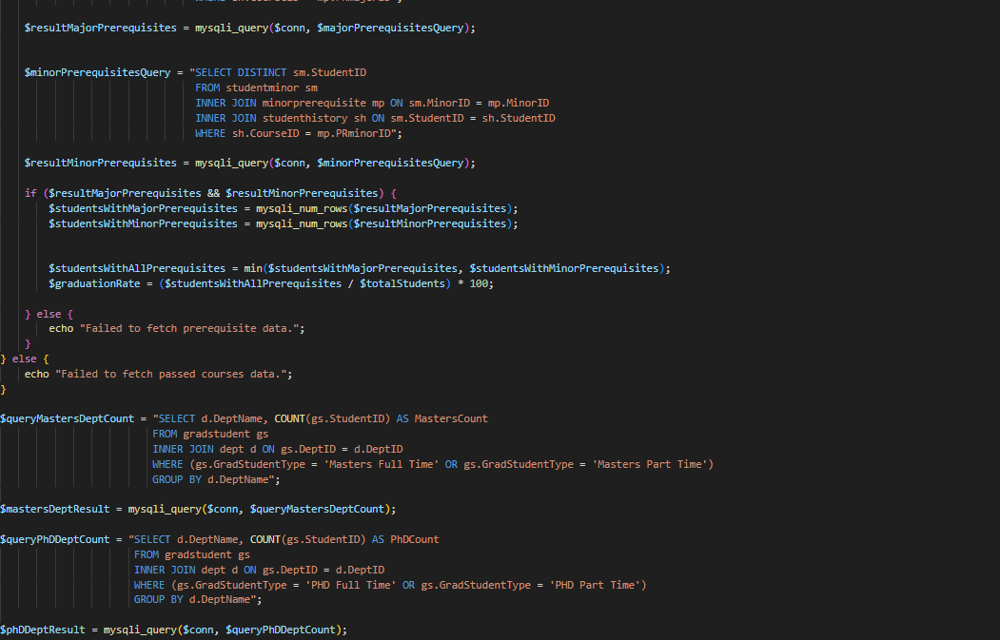 $resultMajorPrerequisites = mysqli_query($conn, $majorPrerequisitesQuery);
$minorPrerequisitesQuery = "SELECT DISTINCT sm.StudentID
FROM studentminor sm
INNER JOIN minorprerequisite mp ON sm.MinorID = mp.MinorID
INNER JOIN studenthistory sh ON sm.StudentID = sh.StudentID
WHERE sh.CourseID = mp.PRminorID";
$resultMinorPrerequisites = mysqli_query($conn, $minorPrerequisitesQuery);
if ($resultMajorPrerequisites && $resultMinorPrerequisites) {
$studentsWithMajorPrerequisites = mysqli_num_rows($resultMajorPrerequisites);
$studentsWithMinorPrerequisites = mysqli_num_rows($resultMinorPrerequisites);
$studentsWithAllPrerequisites = min($studentsWithMajorPrerequisites, $studentsWithMinorPrerequisites);
$graduationRate = ($studentsWithAllPrerequisites / $totalStudents) * 100;
} else {
echo "Failed to fetch prerequisite data.";
}
} else {
echo "Failed to fetch passed courses data.";
}
$queryMastersDeptCount = "SELECT d.DeptName, COUNT(gs.StudentID) AS MastersCount
FROM gradstudent gs
INNER JOIN dept d ON gs.DeptID = d.DeptID
WHERE (gs.GradStudentType = 'Masters Full Time' OR gs.GradStudentType = 'Masters Part Time')
GROUP BY d.DeptName";
$mastersDeptResult = mysqli_query($conn, $queryMastersDeptCount);
$queryPhDDeptCount = "SELECT d.DeptName, COUNT(gs.StudentID) AS PhDCount
FROM gradstudent gs
INNER JOIN dept d ON gs.DeptID = d.DeptID
WHERE (gs.GradStudentType = 'PHD Full Time' OR gs.GradStudentType = 'PHD Part Time')
GROUP BY d.DeptName";
$phDDeptResult = mysqli_query($conn, $queryPhDDeptCount);